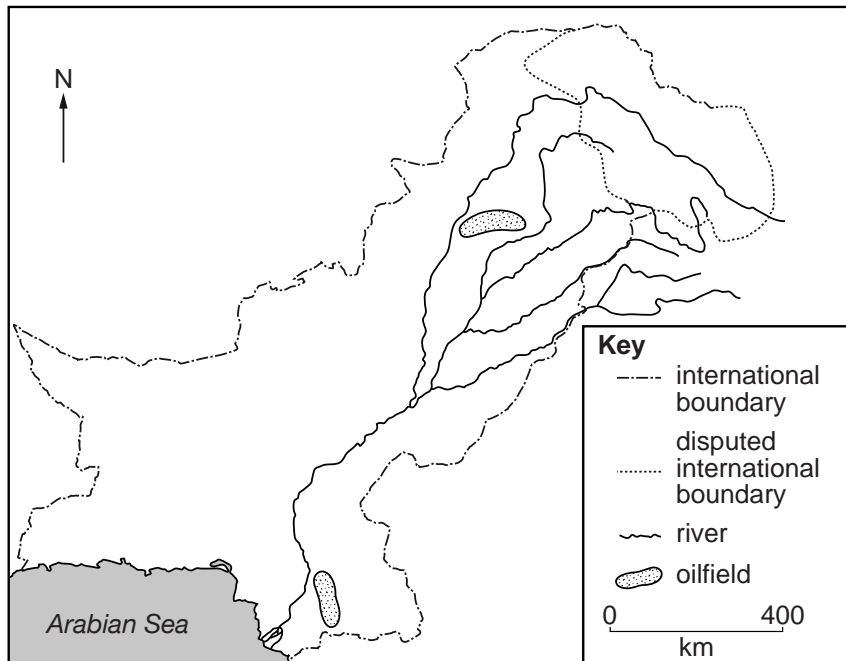 N
Key
international
boundary
disputed
international
boundary
river
oilfield
0 400
km
Arabian Sea